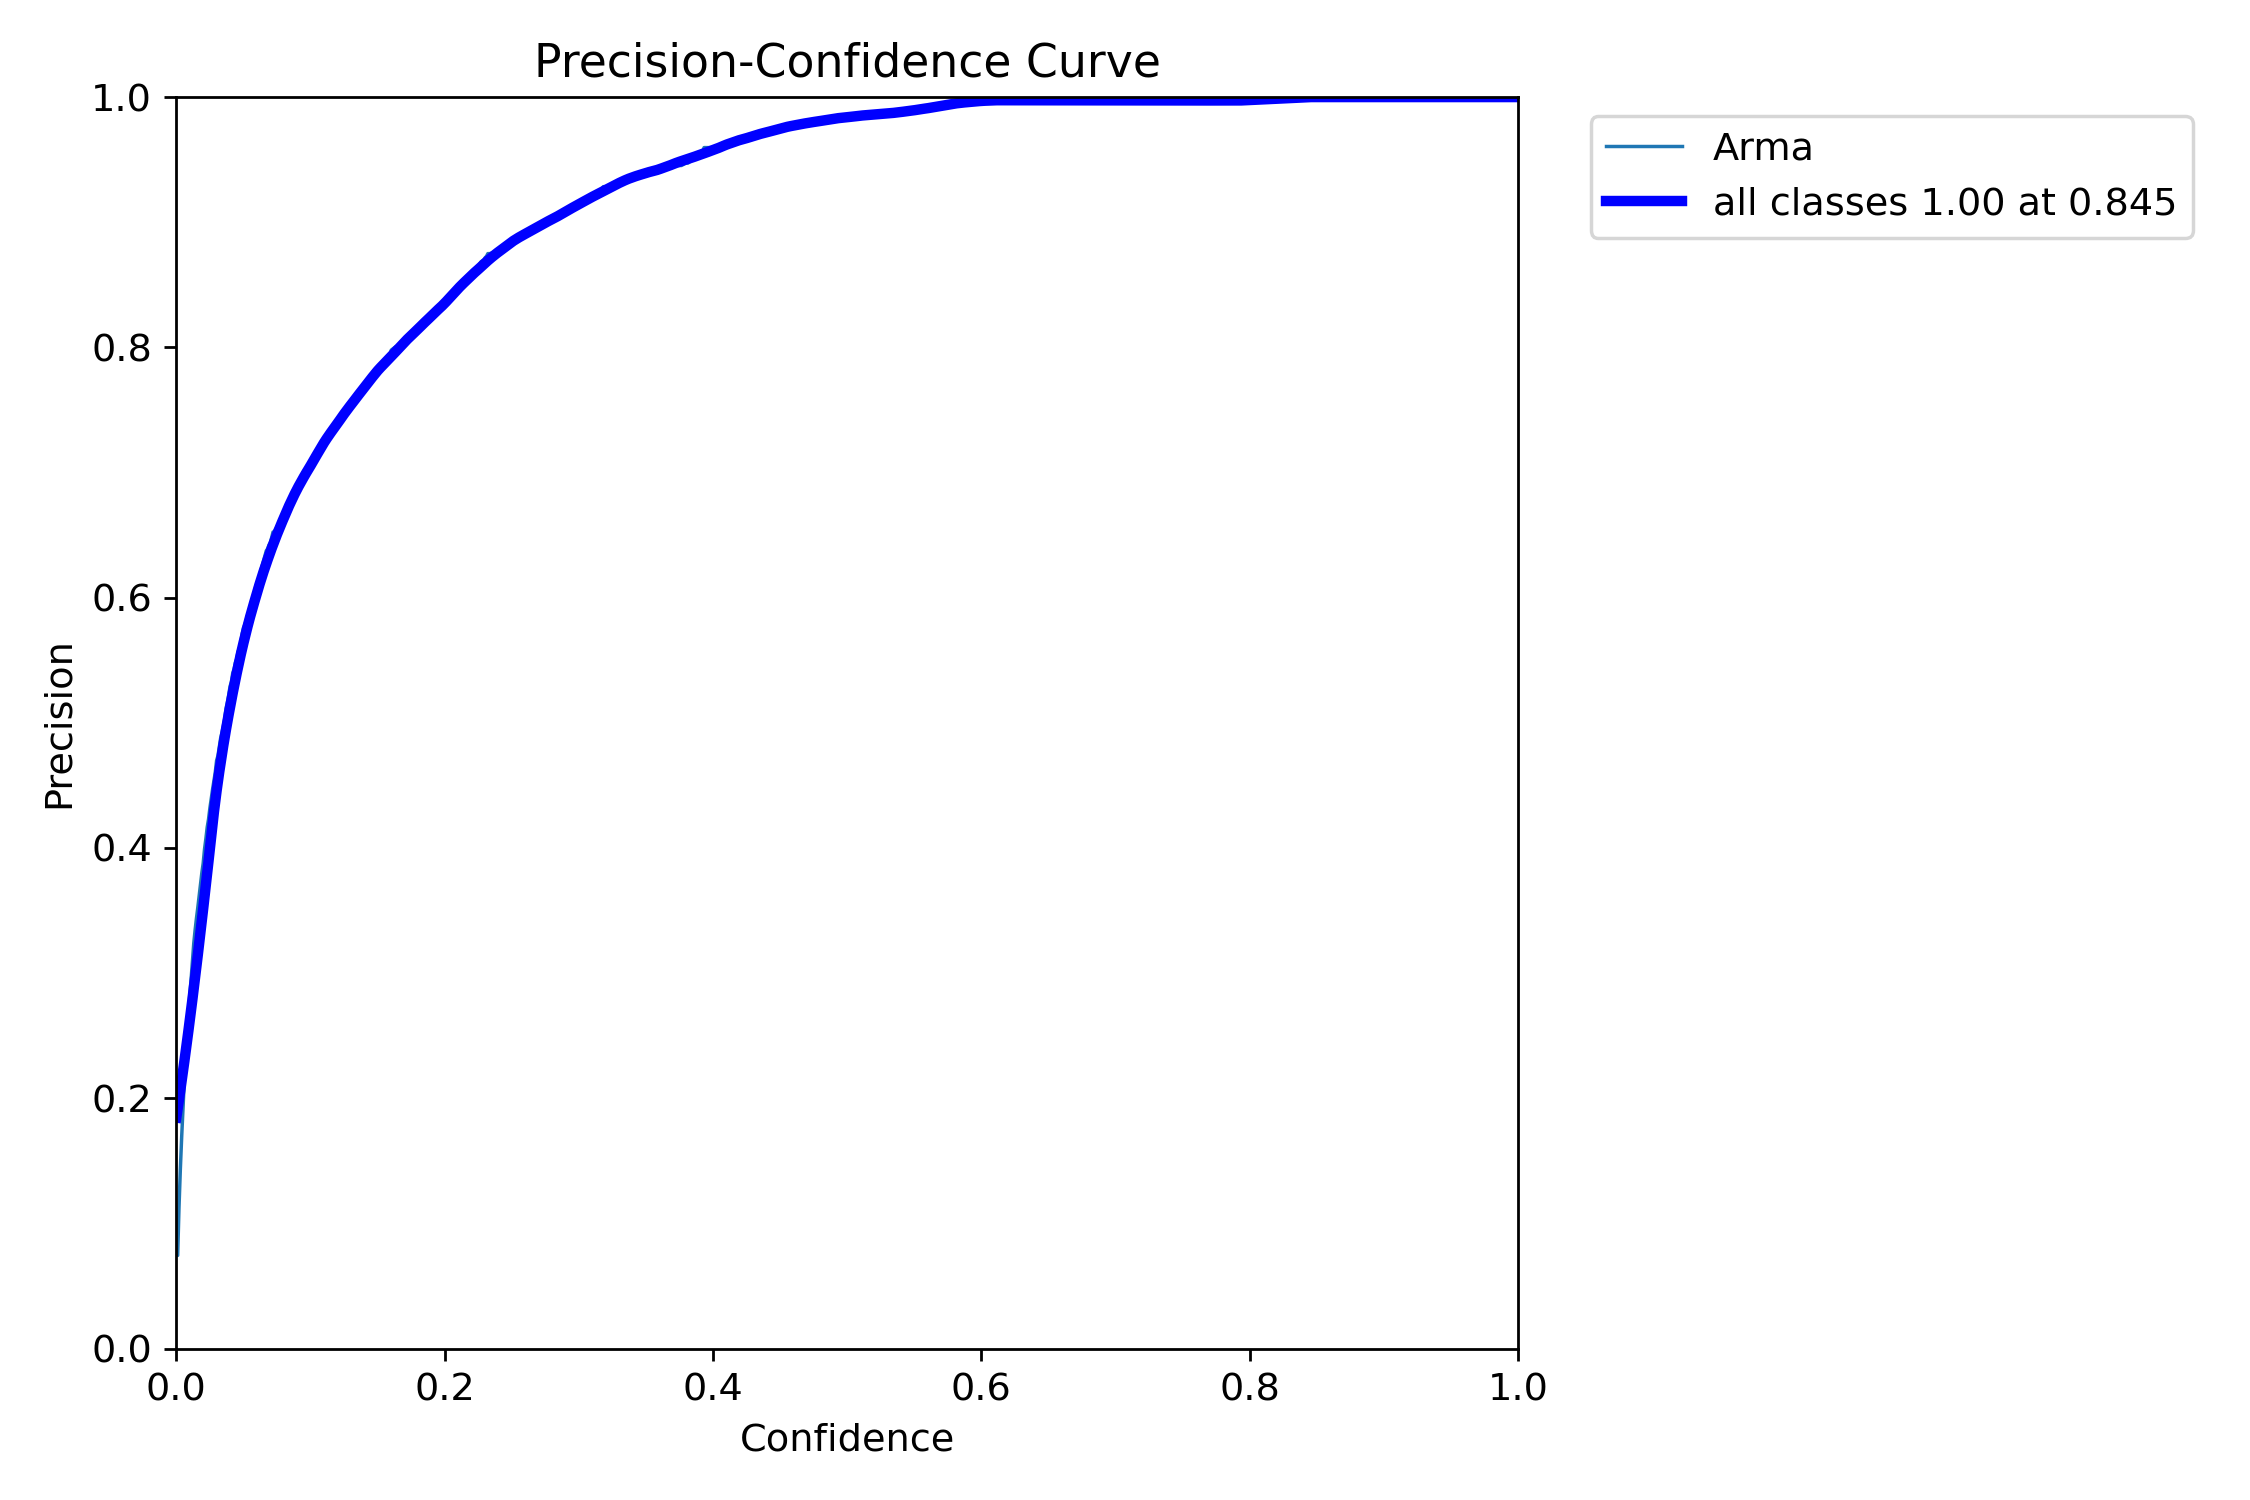 Precision-Confidence Curve
1.0
0.8
0.6
0.4
0.2
0.0
Precision
0.0 0.2 0.4 0.6 0.8 1.0
Confidence
Arma
all classes 1.00 at 0.845